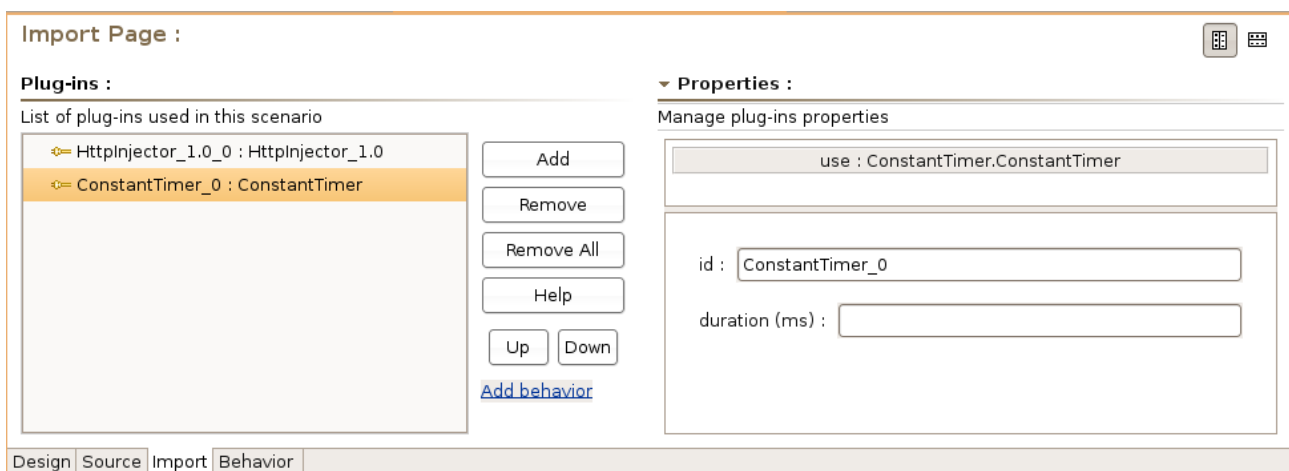 Import Page :
Plug-ins :
List of plug-ins used in this scenario
HttpInjector_1.0_0 : HttpInjector_1.0
ConstantTimer_0 : ConstantTimer
Add
Remove
Remove All
Help
Up Down
Add behavior
Properties :
Manage plug-ins properties
use : ConstantTimer.ConstantTimer
id : ConstantTimer_0
duration (ms) :
Design Source Import Behavior